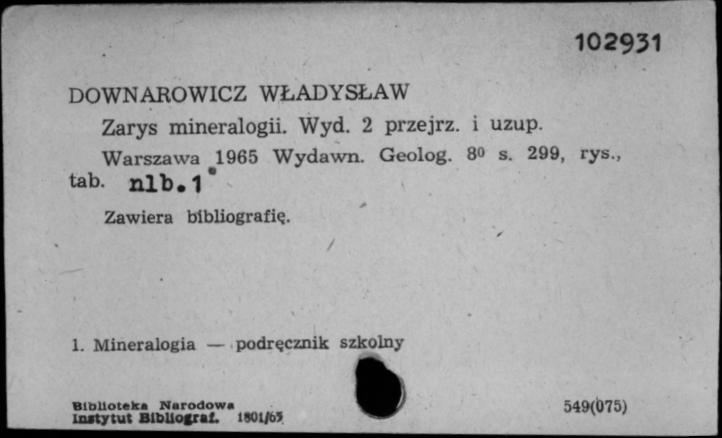 102931
DOWNAROWICZ WŁADYSŁAW
Zarys mineralogii. Wyd. 2 przejrz. i uzup.
Warszawa 1965 Wydawn. Geolog. 8⁰ s. 299, rys.,
tab. nlb.1
Zawiera bibliografię.
1. Mineralogia — podręcznik szkolny
Biblioteka Narodowa
Instytut Bibliograf. 1801/65
549(075)